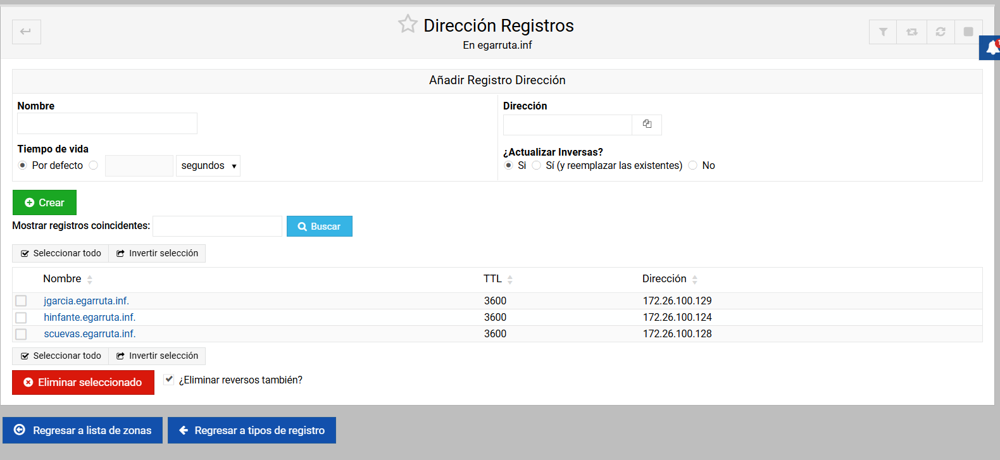 Dirección Registros
En egarruta.inf
Añadir Registro Dirección
Nombre
Dirección
Tiempo de vida
Por defecto
segundos
¿Actualizar Inversas?
Si Sí (y reemplazar las existentes) No
Crear
Mostrar registros coincidentes:
Buscar
Seleccionar todo Invertir selección
Nombre TTL Dirección
jgarcia.egarruta.inf. 3600 172.26.100.129
hinfante.egarruta.inf. 3600 172.26.100.124
scuevas.egarruta.inf. 3600 172.26.100.128
Seleccionar todo Invertir selección
Eliminar seleccionado ¿Eliminar reversos también?
Regresar a lista de zonas Regresar a tipos de registro